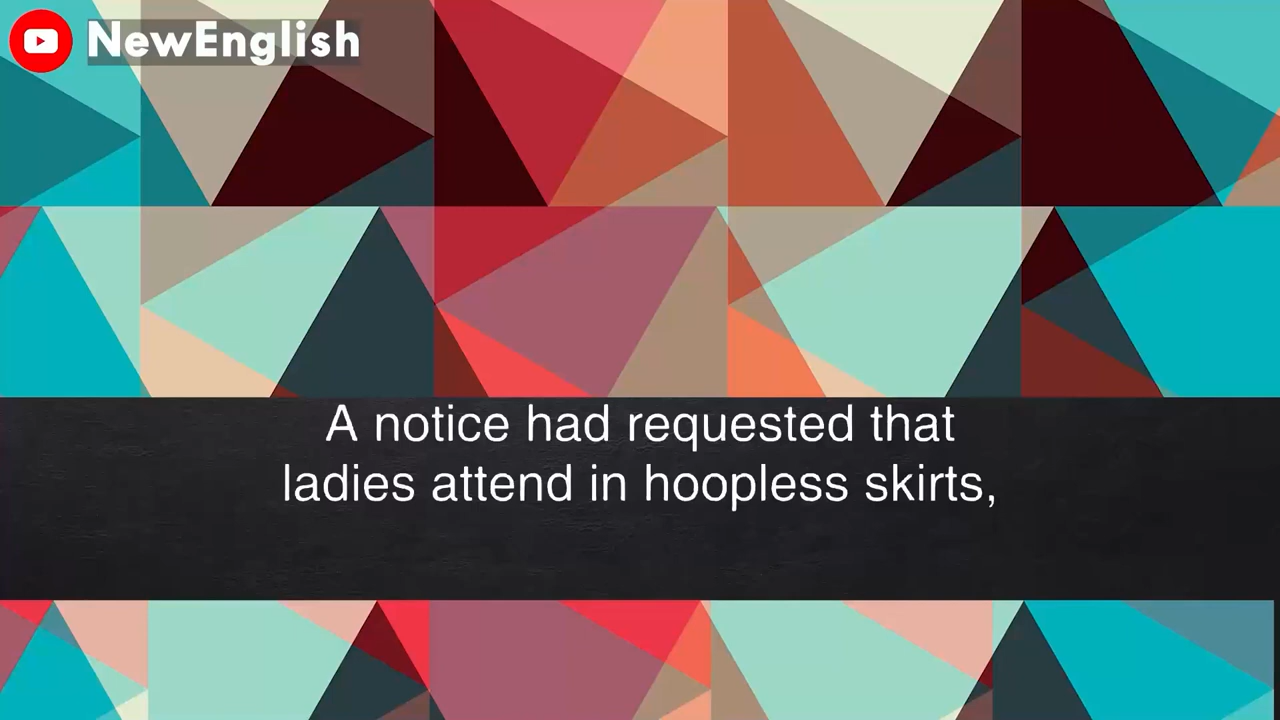 NewEnglish
A notice had requested that
ladies attend in hoopless skirts,